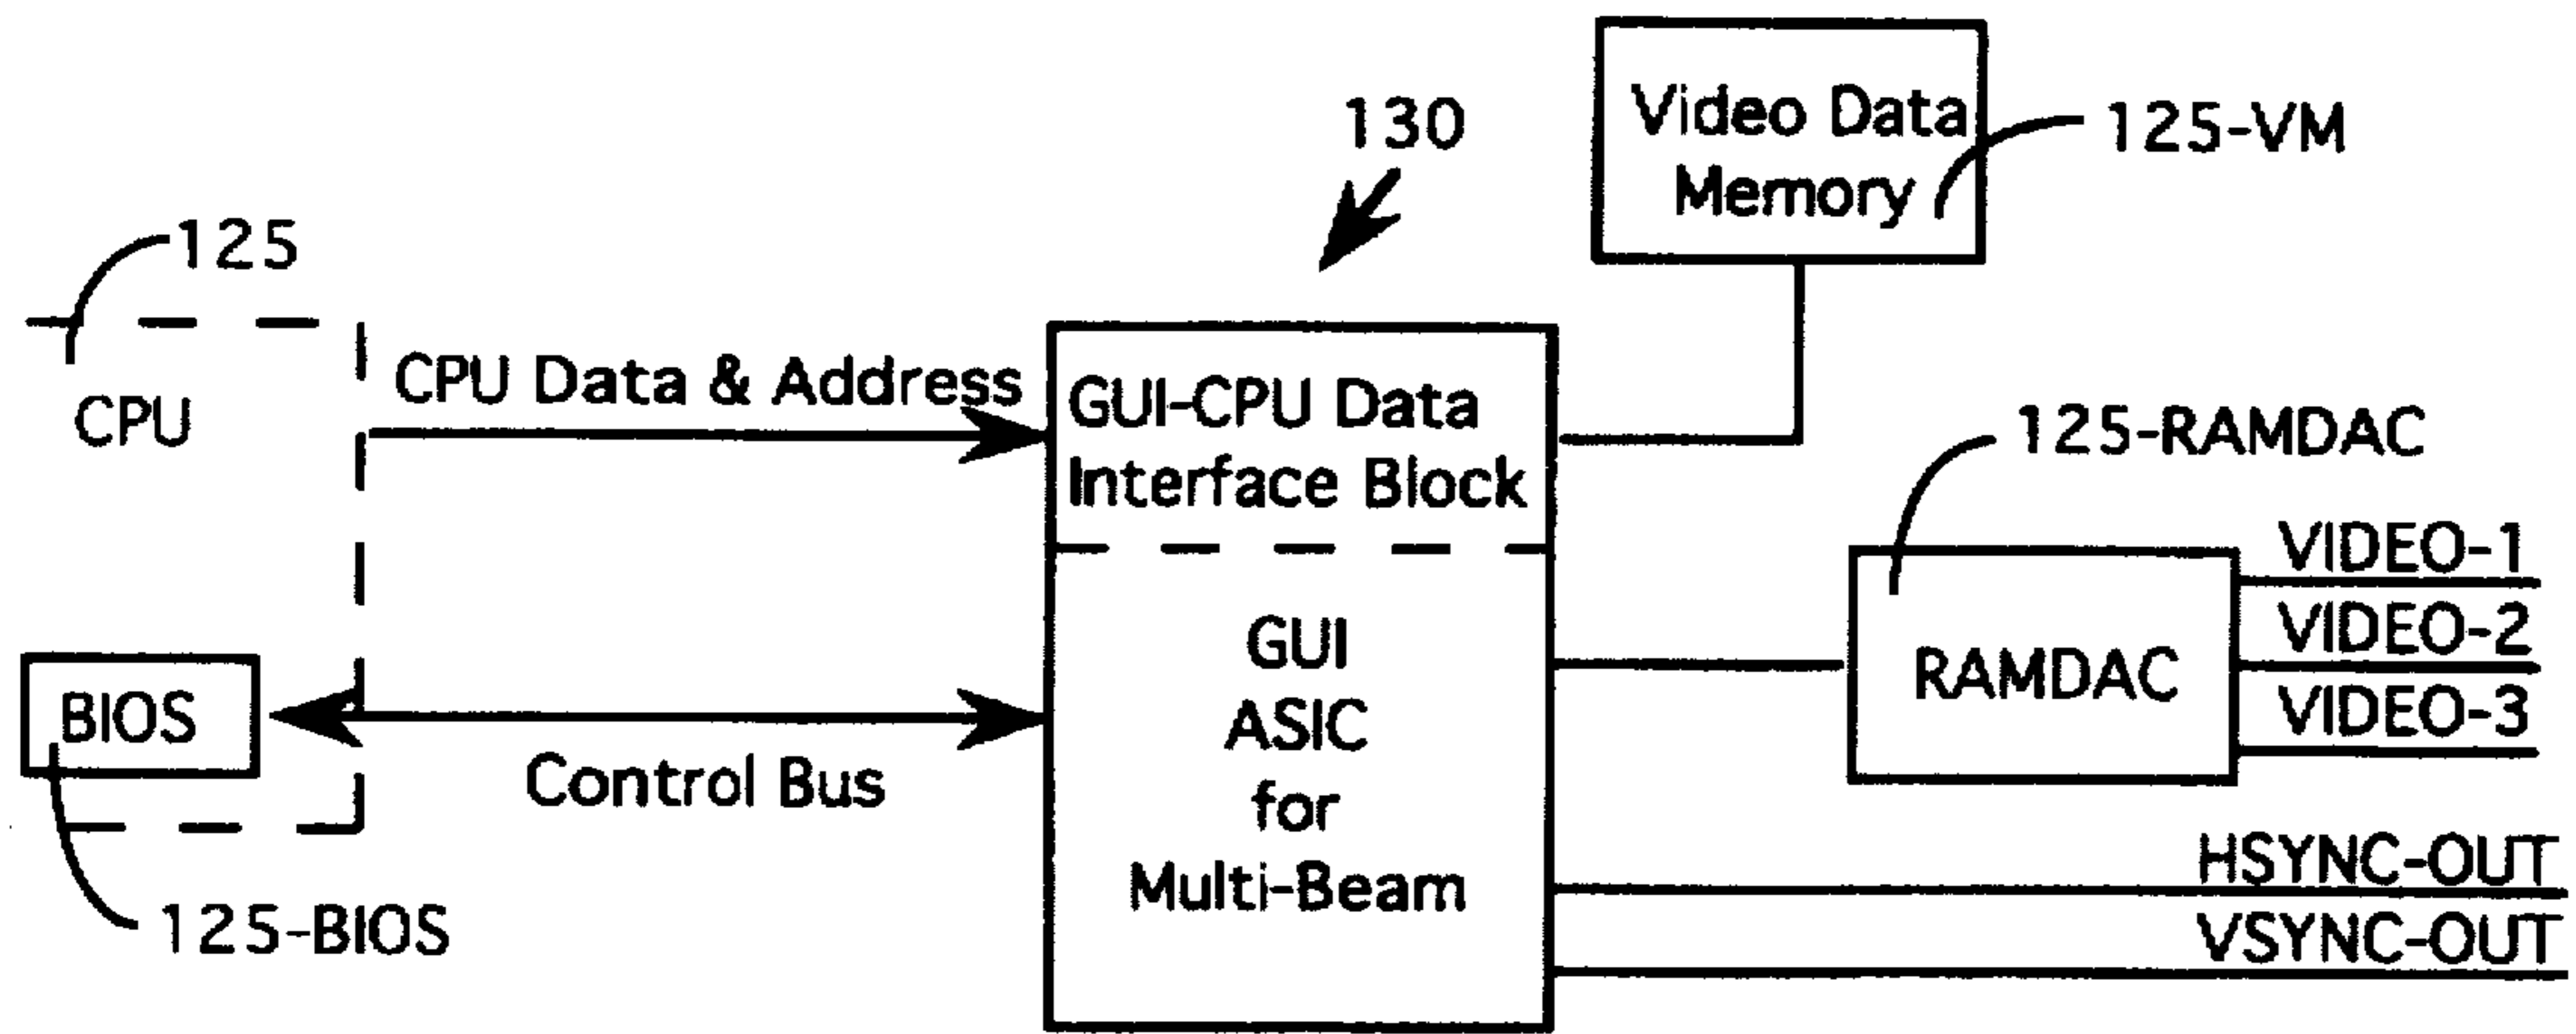 130
Video Data
Memory
125-VM
125
CPU
CPU Data & Address
GUI-CPU Data
Interface Block
125-RAMDAC
VIDEO-1
VIDEO-2
VIDEO-3
RAMDAC
GUI
ASIC
for
Multi-Beam
BIOS
Control Bus
125-BIOS
HSYNC-OUT
VSYNC-OUT